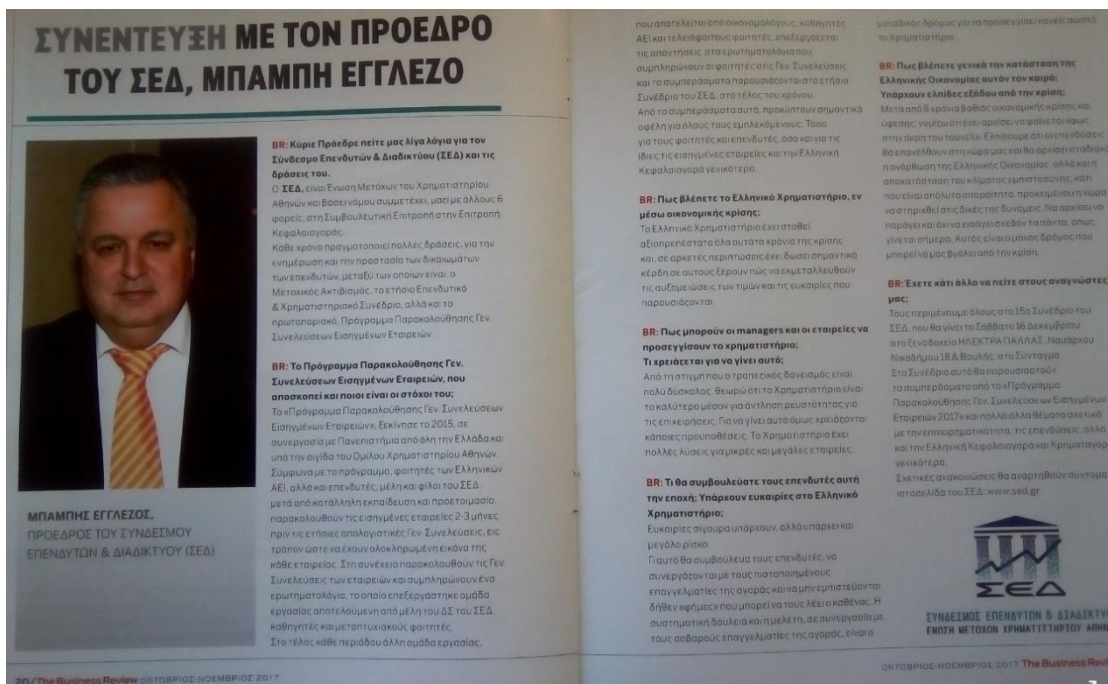 ΣΥΝΕΝΤΕΥΞΗ ΜΕ ΤΟΝ ΠΡΟΕΔΡΟ
ΤΟΥ ΣΕΔ, ΜΠΑΜΠΗ ΕΓΓΛΕΖΟ
ΜΠΑΜΠΗΣ ΕΓΓΛΕΖΟΣ,
ΠΡΟΕΔΡΟΣ ΤΟΥ ΣΥΝΔΕΣΜΟΥ
ΕΠΕΝΔΥΤΩΝ & ΔΙΑΔΙΚΤΥΟΥ (ΣΕΔ)
BR: Κύριε Πρόεδρε πείτε μας λίγα λόγια για τον
Σύνδεσμο Επενδυτών & Διαδικτύου (ΣΕΔ) και τις
δράσεις του.
Ο ΣΕΔ, είναι Ένωση Μετόχων του Χρηματιστηρίου
Αθηνών και βάσει νόμου συμμετέχει, μαζί με άλλους 6
φορείς, στη Συμβουλευτική Επιτροπή στην Επιτροπή
Κεφαλαιαγοράς.
Κάθε χρόνο πραγματοποιεί πολλές δράσεις, για την
ενημέρωση και την προστασία των δικαιωμάτων
των επενδυτών, μεταξύ των οποίων είναι, ο
Μετοχικός Ακτιβισμός, το ετήσιο Επενδυτικό
& Χρηματιστηριακό Συνέδριο, αλλά και το
πρωτοποριακό, Πρόγραμμα Παρακολούθησης Γεν.
Συνελεύσεων Εισηγμένων Εταιρειών.
BR: Το Πρόγραμμα Παρακολούθησης Γεν.
Συνελεύσεων Εισηγμένων Εταιρειών, που
αποσκοπεί και ποιοι είναι οι στόχοι του;
Το «Πρόγραμμα Παρακολούθησης Γεν. Συνελεύσεων
Εισηγμένων Εταιρειών», ξεκίνησε το 2015, σε
συνεργασία με Πανεπιστήμια από όλη την Ελλάδα και
υπό την αιγίδα του Ομίλου Χρηματιστηρίου Αθηνών.
Σύμφωνα με το πρόγραμμα, φοιτητές των Ελληνικών
ΑΕΙ, αλλά και επενδυτές, μέλη και φίλοι του ΣΕΔ,
μετά από κατάλληλη εκπαίδευση και προετοιμασία,
παρακολουθούν τις εισηγμένες εταιρείες 2-3 μήνες
πριν τις ετήσιες απολογιστικές Γεν. Συνελεύσεις, εις
τρόπον ώστε να έχουν ολοκληρωμένη εικόνα της
κάθε εταιρείας. Στη συνέχεια παρακολουθούν τις Γεν.
Συνελεύσεις των εταιρειών και συμπληρώνουν ένα
ερωτηματολόγιο, το οποίο επεξεργάστηκε ομάδα
εργασίας αποτελούμενη από μέλη του ΔΣ του ΣΕΔ,
καθηγητές και μεταπτυχιακούς φοιτητές.
Στο τέλος κάθε περιόδου άλλη ομάδα εργασίας,
20 / The Business Review ΟΚΤΩΒΡΙΟΣ-ΝΟΕΜΒΡΙΟΣ 2017
που αποτελείται από οικονομολόγους, καθηγητές
ΑΕΙ και τελειόφοιτους φοιτητές, επεξεργάζεται
τις απαντήσεις στα ερωτηματολόγια που
συμπληρώνουν οι φοιτητές στις Γεν. Συνελεύσεις
και τα συμπεράσματα παρουσιάζονται στο ετήσιο
Συνέδριο του ΣΕΔ, στο τέλος του χρόνου.
Από τα συμπεράσματα αυτά, προκύπτουν σημαντικά
οφέλη για όλους τους εμπλεκόμενους: Τόσο
για τους φοιτητές και επενδυτές, όσο και για τις
ίδιες τις εισηγμένες εταιρείες και την Ελληνική
Κεφαλαιαγορά γενικότερα.
BR: Πως βλέπετε το Ελληνικό Χρηματιστήριο, εν
μέσω οικονομικής κρίσης;
Το Ελληνικό Χρηματιστήριο έχει σταθεί
αξιοπρεπέστατα όλα αυτά τα χρόνια της κρίσης
και, σε αρκετές περιπτώσεις έχει δώσει σημαντικά
κέρδη σε αυτούς ξέρουν πώς να εκμεταλλευθούν
τις αυξομειώσεις των τιμών και τις ευκαιρίες που
παρουσιάζονται.
BR: Πως μπορούν οι managers και οι εταιρείες να
προσεγγίσουν το χρηματιστήριο;
Τι χρειάζεται για να γίνει αυτό;
Από τη στιγμή που ο τραπεζικός δανεισμός είναι
πολύ δύσκολος, θεωρώ ότι το Χρηματιστήριο είναι
το καλύτερο μέσον για άντληση ρευστότητας για
τις επιχειρήσεις. Για να γίνει αυτό όμως χρειάζονται
κάποιες προϋποθέσεις. Το Χρηματιστήριο έχει
πολλές λύσεις για μικρές και μεγάλες εταιρείες.
BR: Τι θα συμβουλεύατε τους επενδυτές αυτή
την εποχή; Υπάρχουν ευκαιρίες στο Ελληνικό
Χρηματιστήριο;
Ευκαιρίες σίγουρα υπάρχουν, αλλά υπάρχει και
μεγάλο ρίσκο.
Γι αυτό θα συμβούλευα τους επενδυτές, να
συνεργάζονται με τους πιστοποιημένους
επαγγελματίες της αγοράς και να μην εμπιστεύονται
δήθεν «φήμες» που μπορεί να τους λέει ο καθένας. Η
συστηματική δουλειά και η μελέτη, σε συνεργασία με
τους σοβαρούς επαγγελματίες της αγοράς, είναι ο
μοναδικός δρόμος για να προσεγγίσει κανείς σωστά
το Χρηματιστήριο.
BR: Πως βλέπετε γενικά την κατάσταση της
Ελληνικής Οικονομίας αυτόν τον καιρό;
Υπάρχουν ελπίδες εξόδου από την κρίση;
Μετά από 8 χρόνια βαθιάς οικονομικής κρίσης και
ύφεσης, νομίζω ότι έχει αρχίσει να φαίνεται «φως
στην άκρη του τούνελ». Ελπίζουμε ότι οι επενδύσεις
θα επανέλθουν στη χώρα μας και θα αρχίσει σταδιακά
η ανόρθωση της Ελληνικής Οικονομίας, αλλά και η
αποκατάσταση του κλίματος εμπιστοσύνης, κάτι
που είναι απόλυτα απαραίτητο, προκειμένου η χώρα
να στηριχθεί στις δικές της δυνάμεις. Να αρχίσει να
παράγει και όχι να εισάγει σχεδόν τα πάντα, όπως
γίνεται σήμερα. Αυτός είναι ο μόνος δρόμος που
μπορεί να μας βγάλει από την κρίση.
BR: Έχετε κάτι άλλο να πείτε στους αναγνώστες
μας;
Τους περιμένουμε όλους στο 15ο Συνέδριο του
ΣΕΔ, που θα γίνει το Σάββατο 16 Δεκεμβρίου
στο ξενοδοχείο ΗΛΕΚΤΡΑ ΠΑΛΛΑΣ, Ναυάρχου
Νικοδήμου 18 & Βουλής, στο Σύνταγμα.
Στο Συνέδριο αυτό θα παρουσιαστούν
τα συμπεράσματα από το «Πρόγραμμα
Παρακολούθησης Γεν. Συνελεύσεων Εισηγμένων
Εταιρειών 2017» και πολλά άλλα θέματα σχετικά
με την επιχειρηματικότητα, τις επενδύσεις, αλλά
και την Ελληνική Κεφαλαιαγορά και Χρηματαγορά
γενικότερα.
Σχετικές ανακοινώσεις θα αναρτηθούν σύντομα
ιστοσελίδα του ΣΕΔ: www.sed.gr
ΣΕΔ
ΣΥΝΔΕΣΜΟΣ ΕΠΕΝΔΥΤΩΝ & ΔΙΑΔΙΚΤΥΟ
ΕΝΩΣΗ ΜΕΤΟΧΩΝ ΧΡΗΜΑΤΙΣΤΗΡΙΟΥ ΑΘΗΝ
ΟΚΤΩΒΡΙΟΣ-ΝΟΕΜΒΡΙΟΣ 2017 The Business Revi